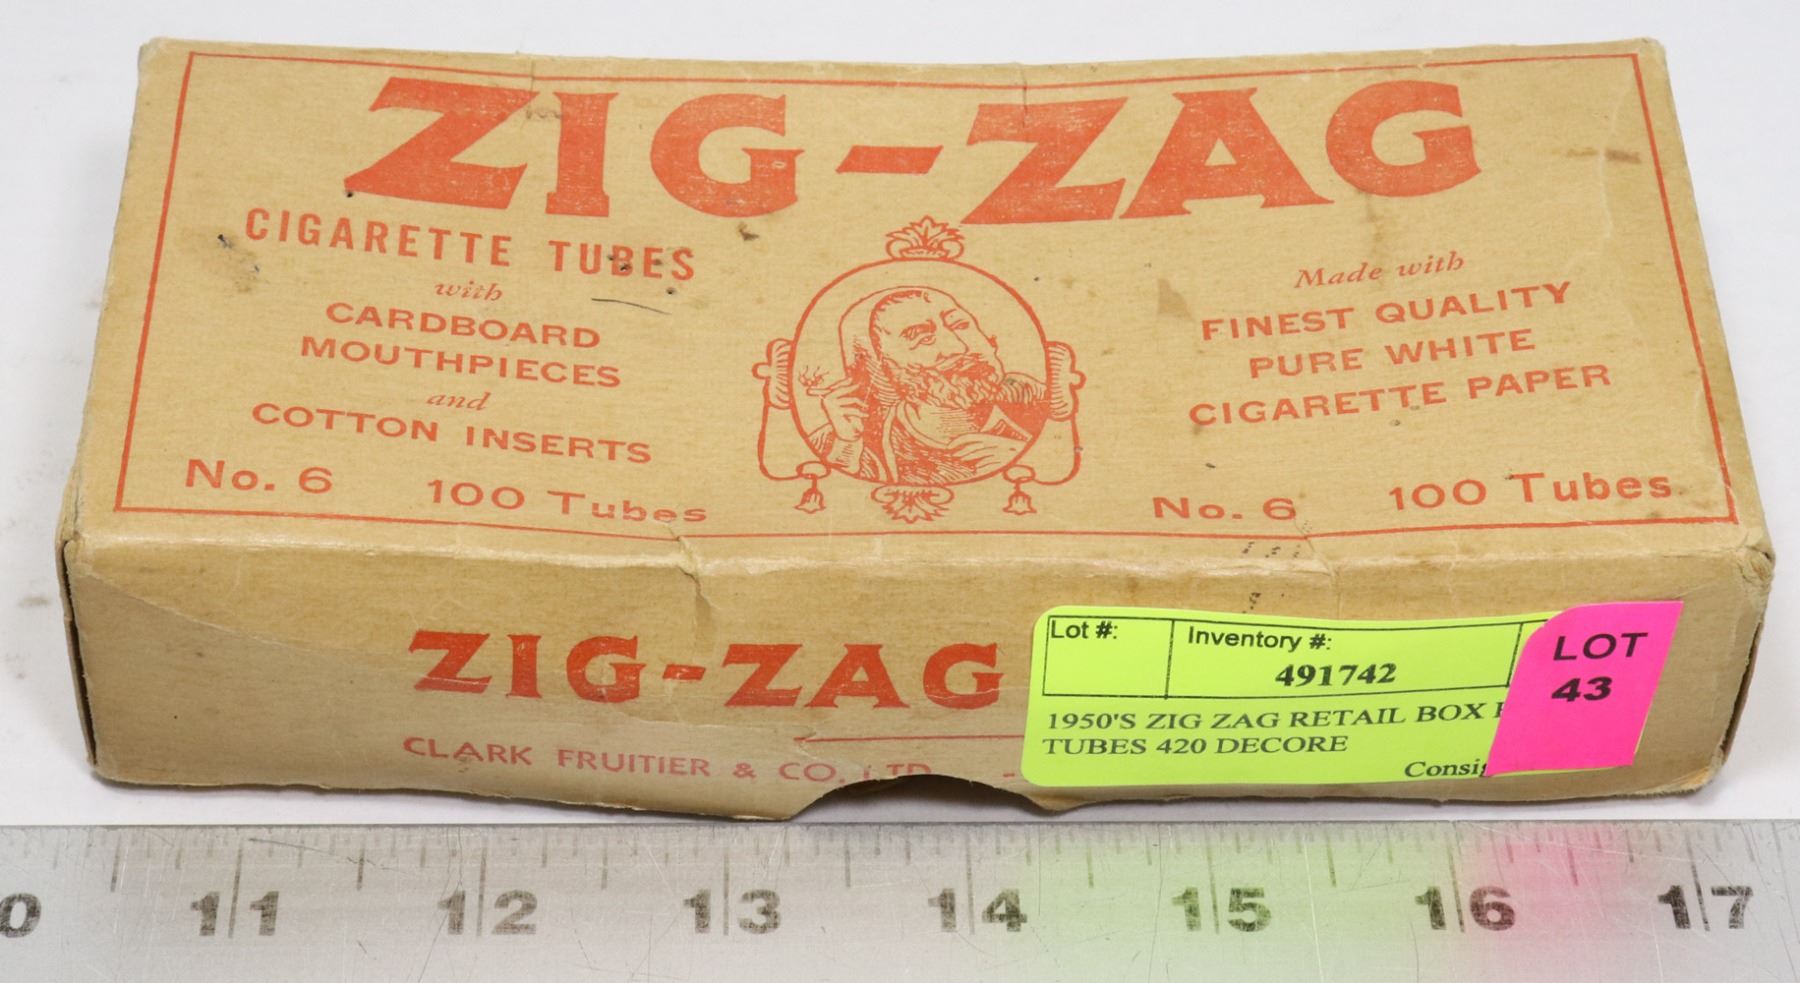 ZIG-ZAG
CIGARETTE TUBES
with
CARDBOARD
MOUTHPIECES
and
COTTON INSERTS
No. 6 100 Tubes
Made with
FINEST QUALITY
PURE WHITE
CIGARETTE PAPER
No. 6 100 Tubes
ZIG-ZAG
CLARK FRUITIER & CO. LTD. -
Lot #:
Inventory #:
491742
1950'S ZIG ZAG RETAIL BOX
TUBES 420 DECORE
LOT
43
11 12 13 14 15 16 17